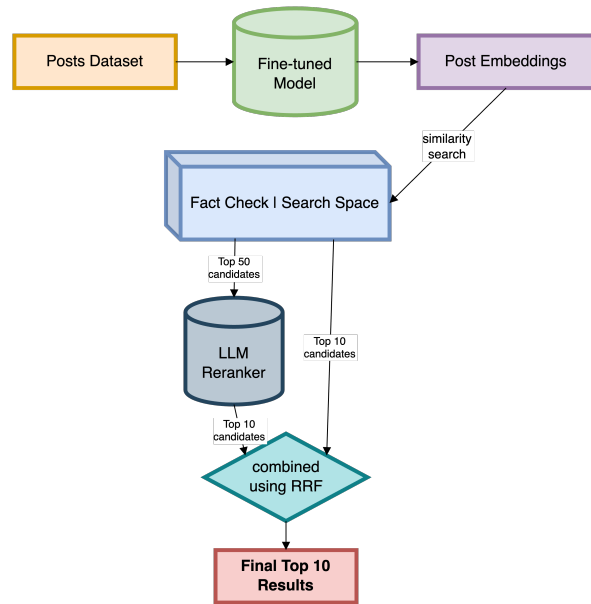 Posts Dataset
Fine-tuned
Model
Post Embeddings
similarity
search
Fact Check | Search Space
Top 50
candidates
Top 10
candidates
LLM
Reranker
Top 10
candidates
combined
using RRF
Final Top 10
Results